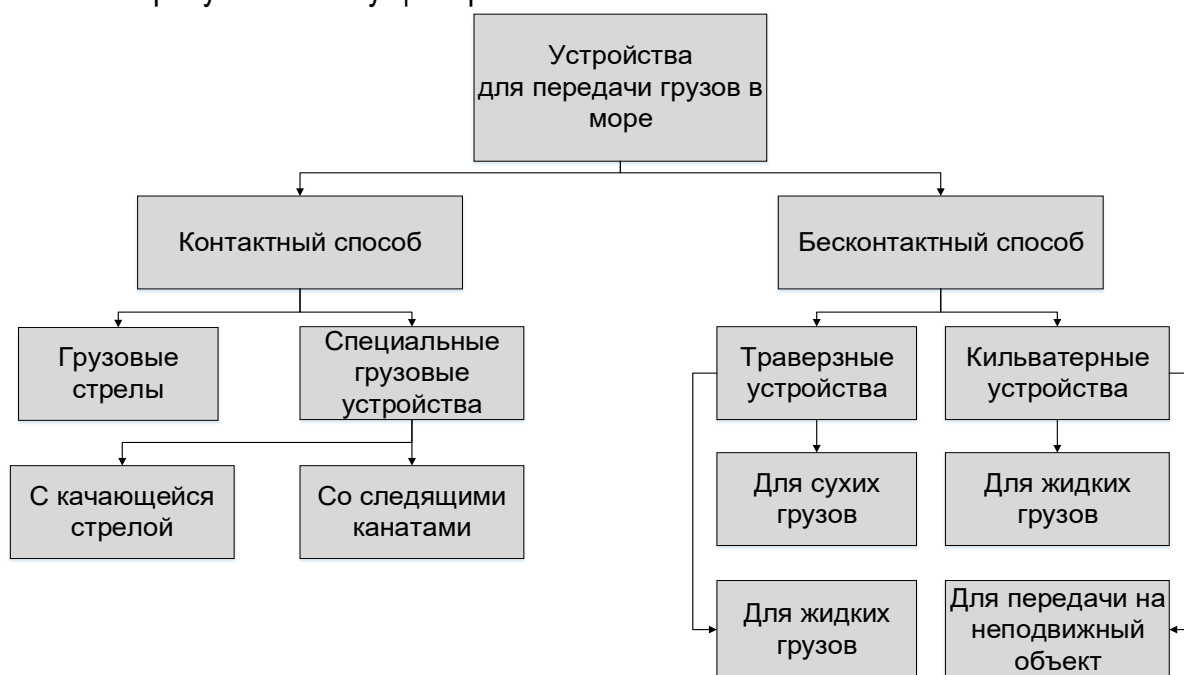 Устройства
для передачи грузов в
море
Контактный способ
Бесконтактный способ
Грузовые
стрелы
Специальные
грузовые
устройства
Траверзные
устройства
Кильватерные
устройства
С качающейся
стрелой
Со следящими
канатами
Для сухих
грузов
Для жидких
грузов
Для жидких
грузов
Для передачи на
неподвижный
объект